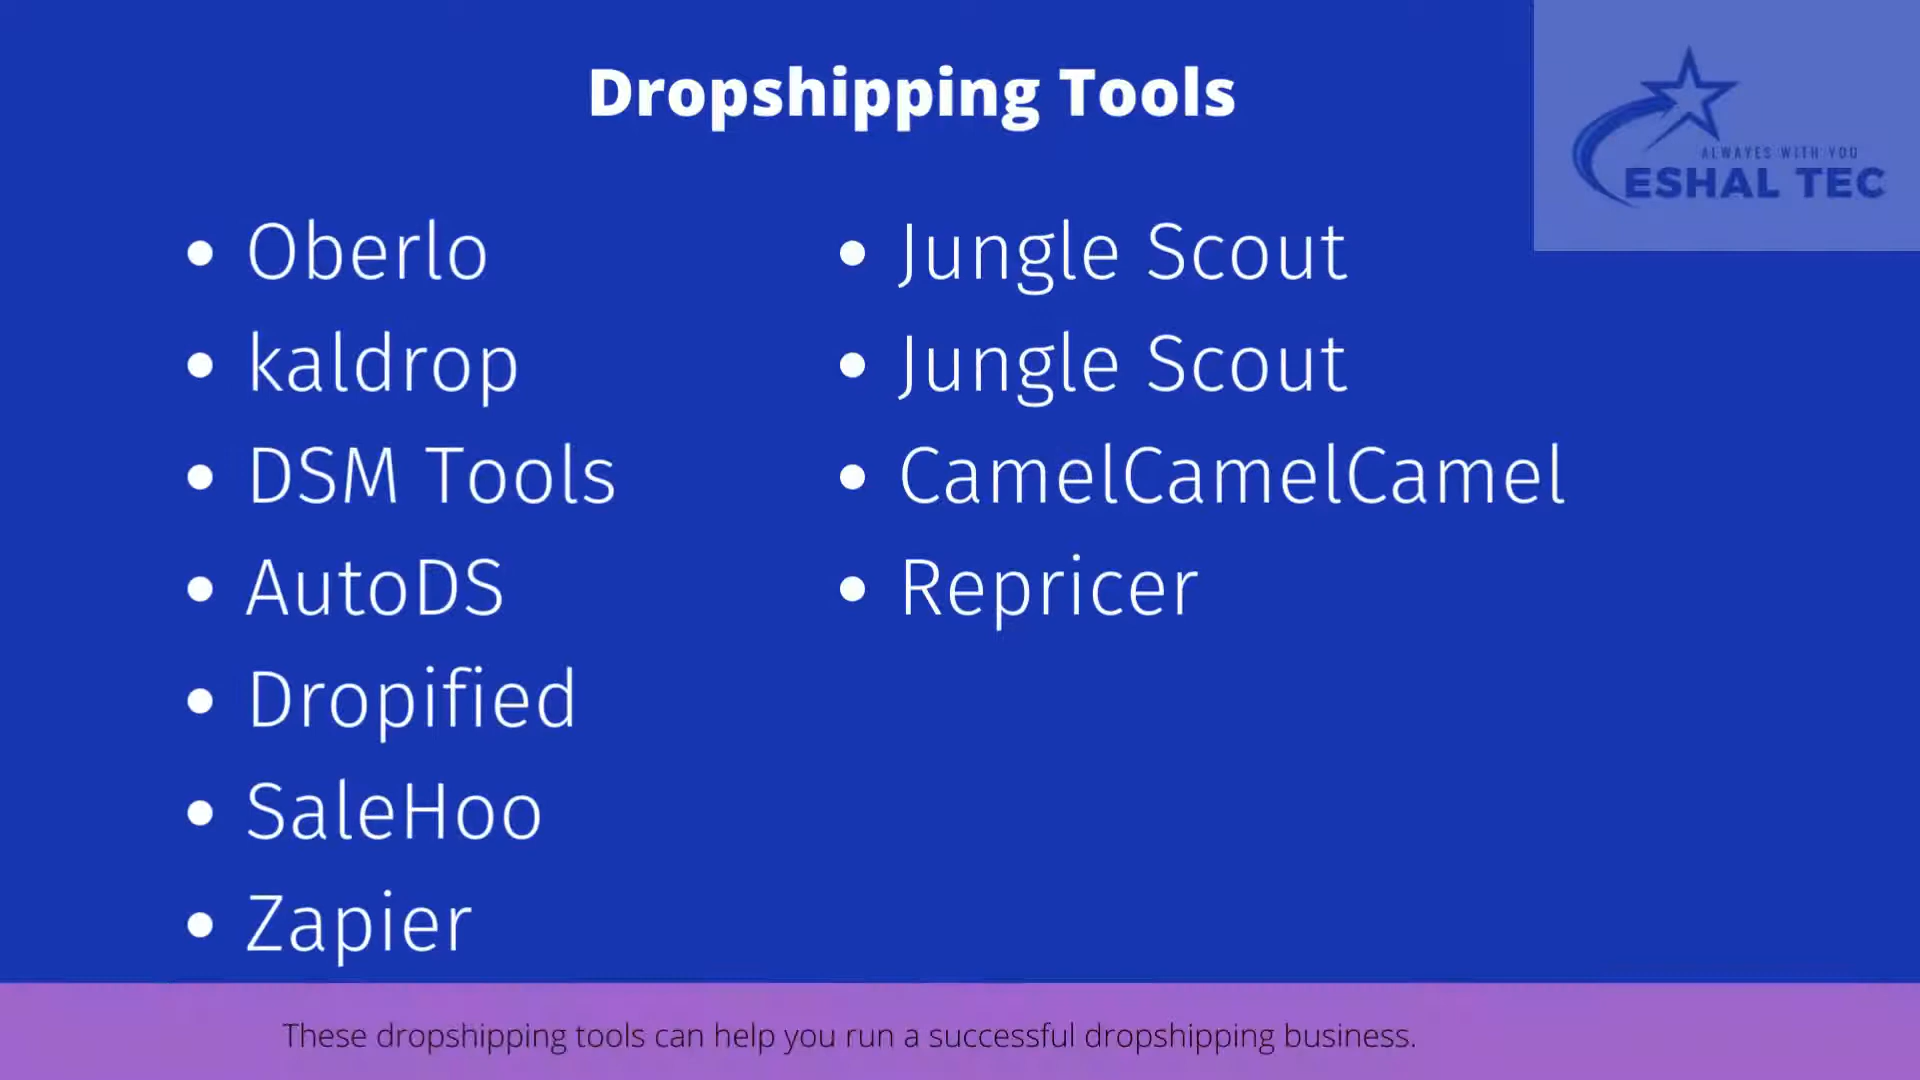 Dropshipping Tools
ALWAYES WITH YOU
ESHAL TEC
• Oberlo
• kaldrop
• DSM Tools
• AutoDS
• Dropified
• SaleHoo
• Zapier
• Jungle Scout
• Jungle Scout
• CamelCamelCamel
• Repricer
These dropshipping tools can help you run a successful dropshipping business.